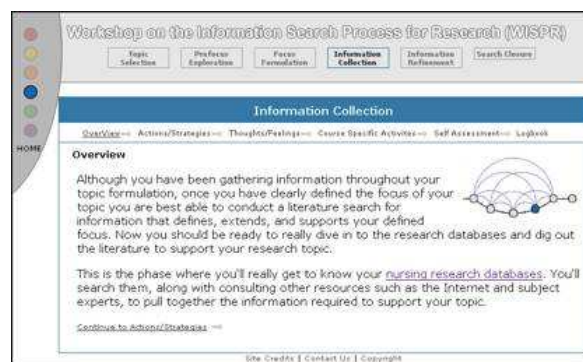 Workshop on the Information Search Process for Research (WISPR)
Topic Selection
Prefocus Exploration
Focus Formulation
Information Collection
Information Refinement
Search Closure
HOME
Information Collection
OverView Actions/Strategies Thoughts/Feelings Course Specific Activites Self Assessment Logbook
Overview
Although you have been gathering information throughout your
topic formulation, once you have clearly defined the focus of your
topic you are best able to conduct a literature search for
information that defines, extends, and supports your defined
focus. Now you should be ready to really dive in to the research databases and dig out
the literature to support your research topic.
This is the phase where you'll really get to know your nursing research databases. You'll
search them, along with consulting other resources such as the Internet and subject
experts, to pull together the information required to support your topic.
Continue to Actions/Strategies
Site Credits | Contact Us | Copyright